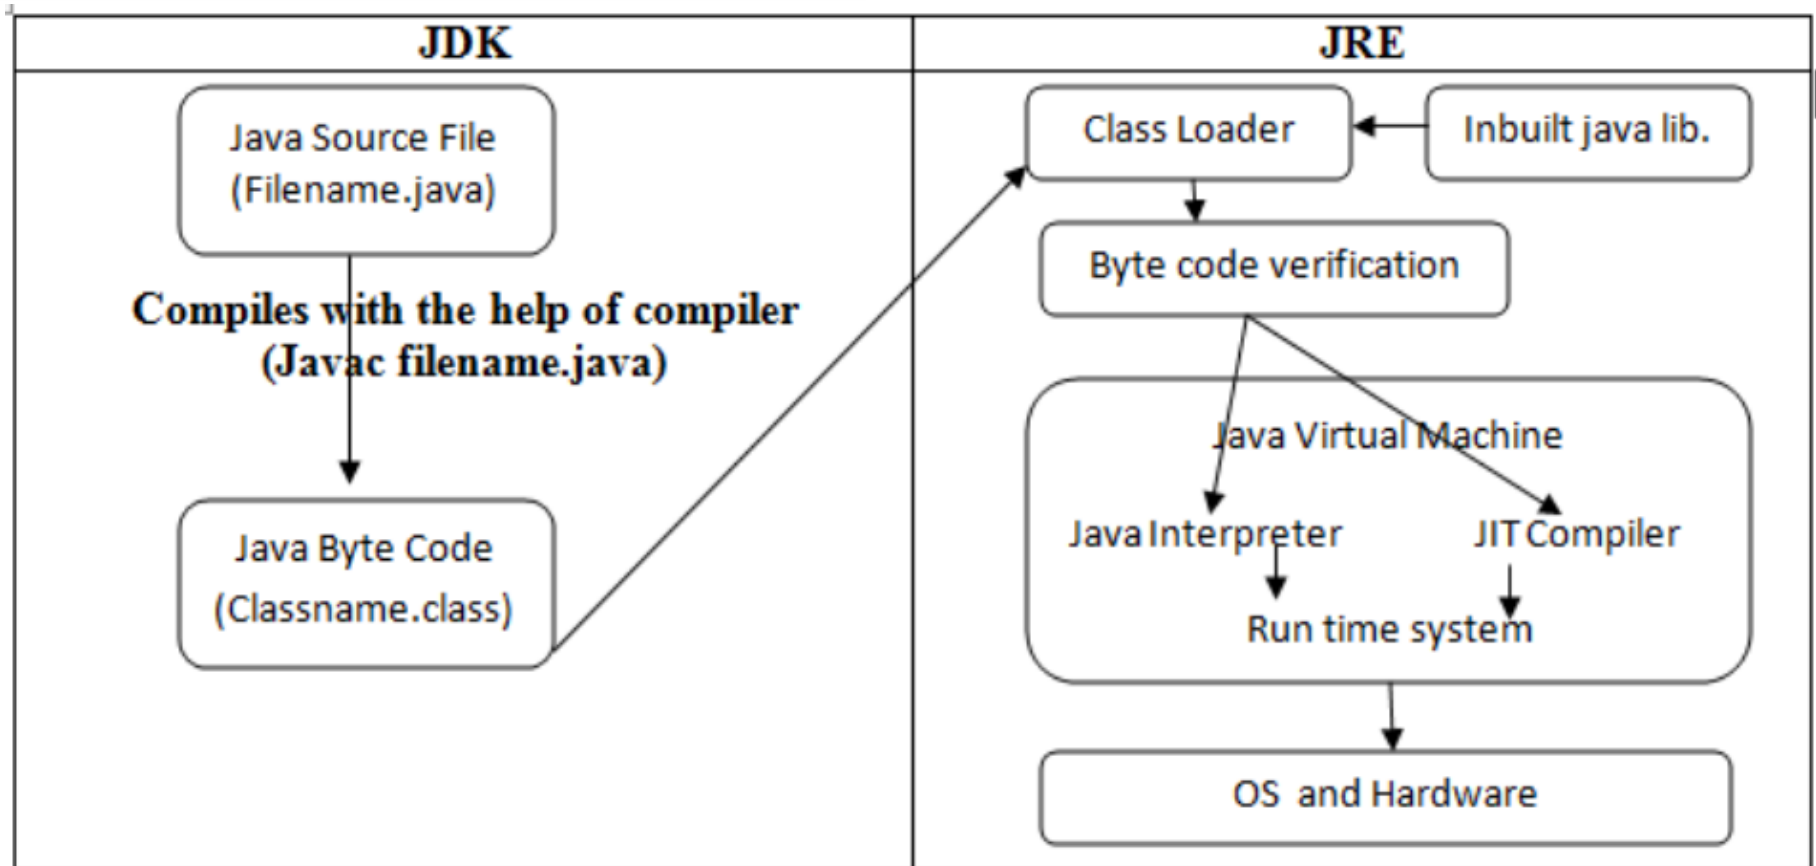 JDK
Java Source File
(Filename.java)
Compiles with the help of compiler
(Javac filename.java)
Java Byte Code
(Classname.class)
JRE
Class Loader
Inbuilt java lib.
Byte code verification
Java Virtual Machine
Java Interpreter
JIT Compiler
Run time system
OS and Hardware